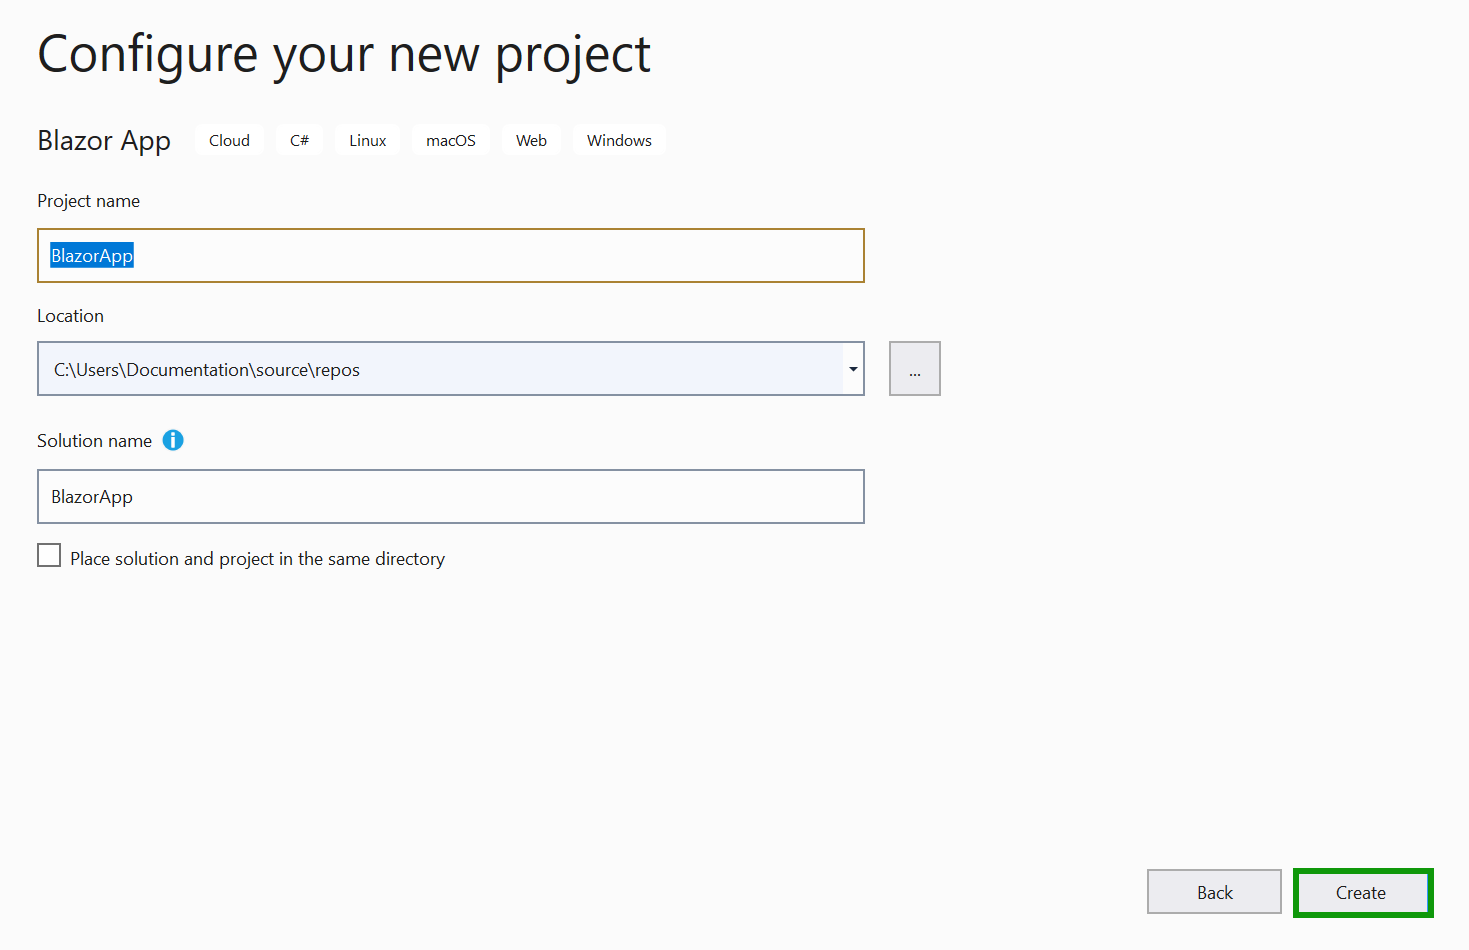 Configure your new project
Blazor App Cloud C# Linux macOS Web Windows
Project name
BlazorApp
Location
C:\Users\Documentation\source\repos
...
Solution name
BlazorApp
Place solution and project in the same directory
Back Create